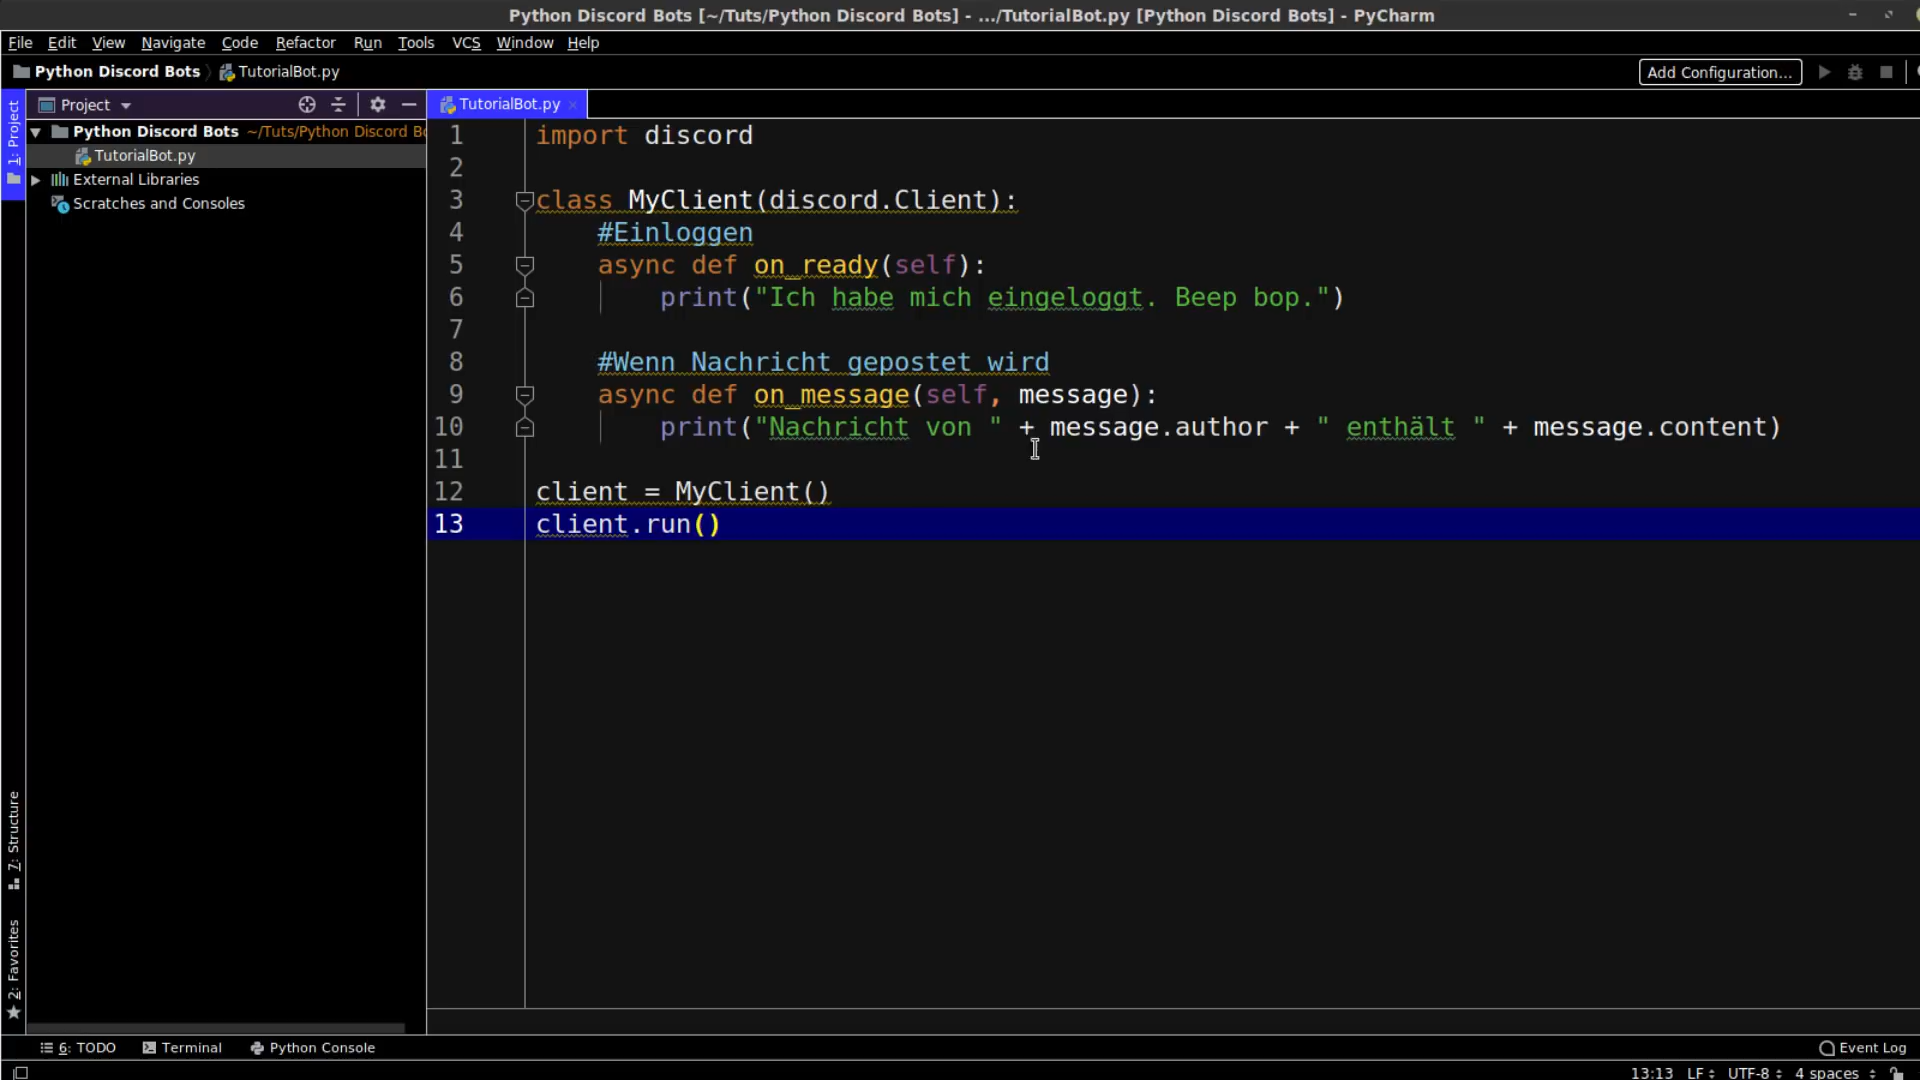 Python Discord Bots [~/Tuts/Python Discord Bots] - .../TutorialBot.py [Python Discord Bots] - PyCharm
File Edit View Navigate Code Refactor Run Tools VCS Window Help
Python Discord Bots TutorialBot.py Add Configuration...
Project
TutorialBot.py
1: Project
Python Discord Bots ~/Tuts/Python Discord
TutorialBot.py
External Libraries
Scratches and Consoles
7: Structure
2: Favorites
1 import discord
2
3 class MyClient(discord.Client):
4 #Einloggen
5 async def on_ready(self):
6 print("Ich habe mich eingeloggt. Beep bop.")
7
8 #Wenn Nachricht gepostet wird
9 async def on_message(self, message):
10 print("Nachricht von " + message.author + " enthält " + message.content)
11
12 client = MyClient()
13 client.run()
6: TODO Terminal Python Console Event Log
13:13 LF UTF-8 4 spaces